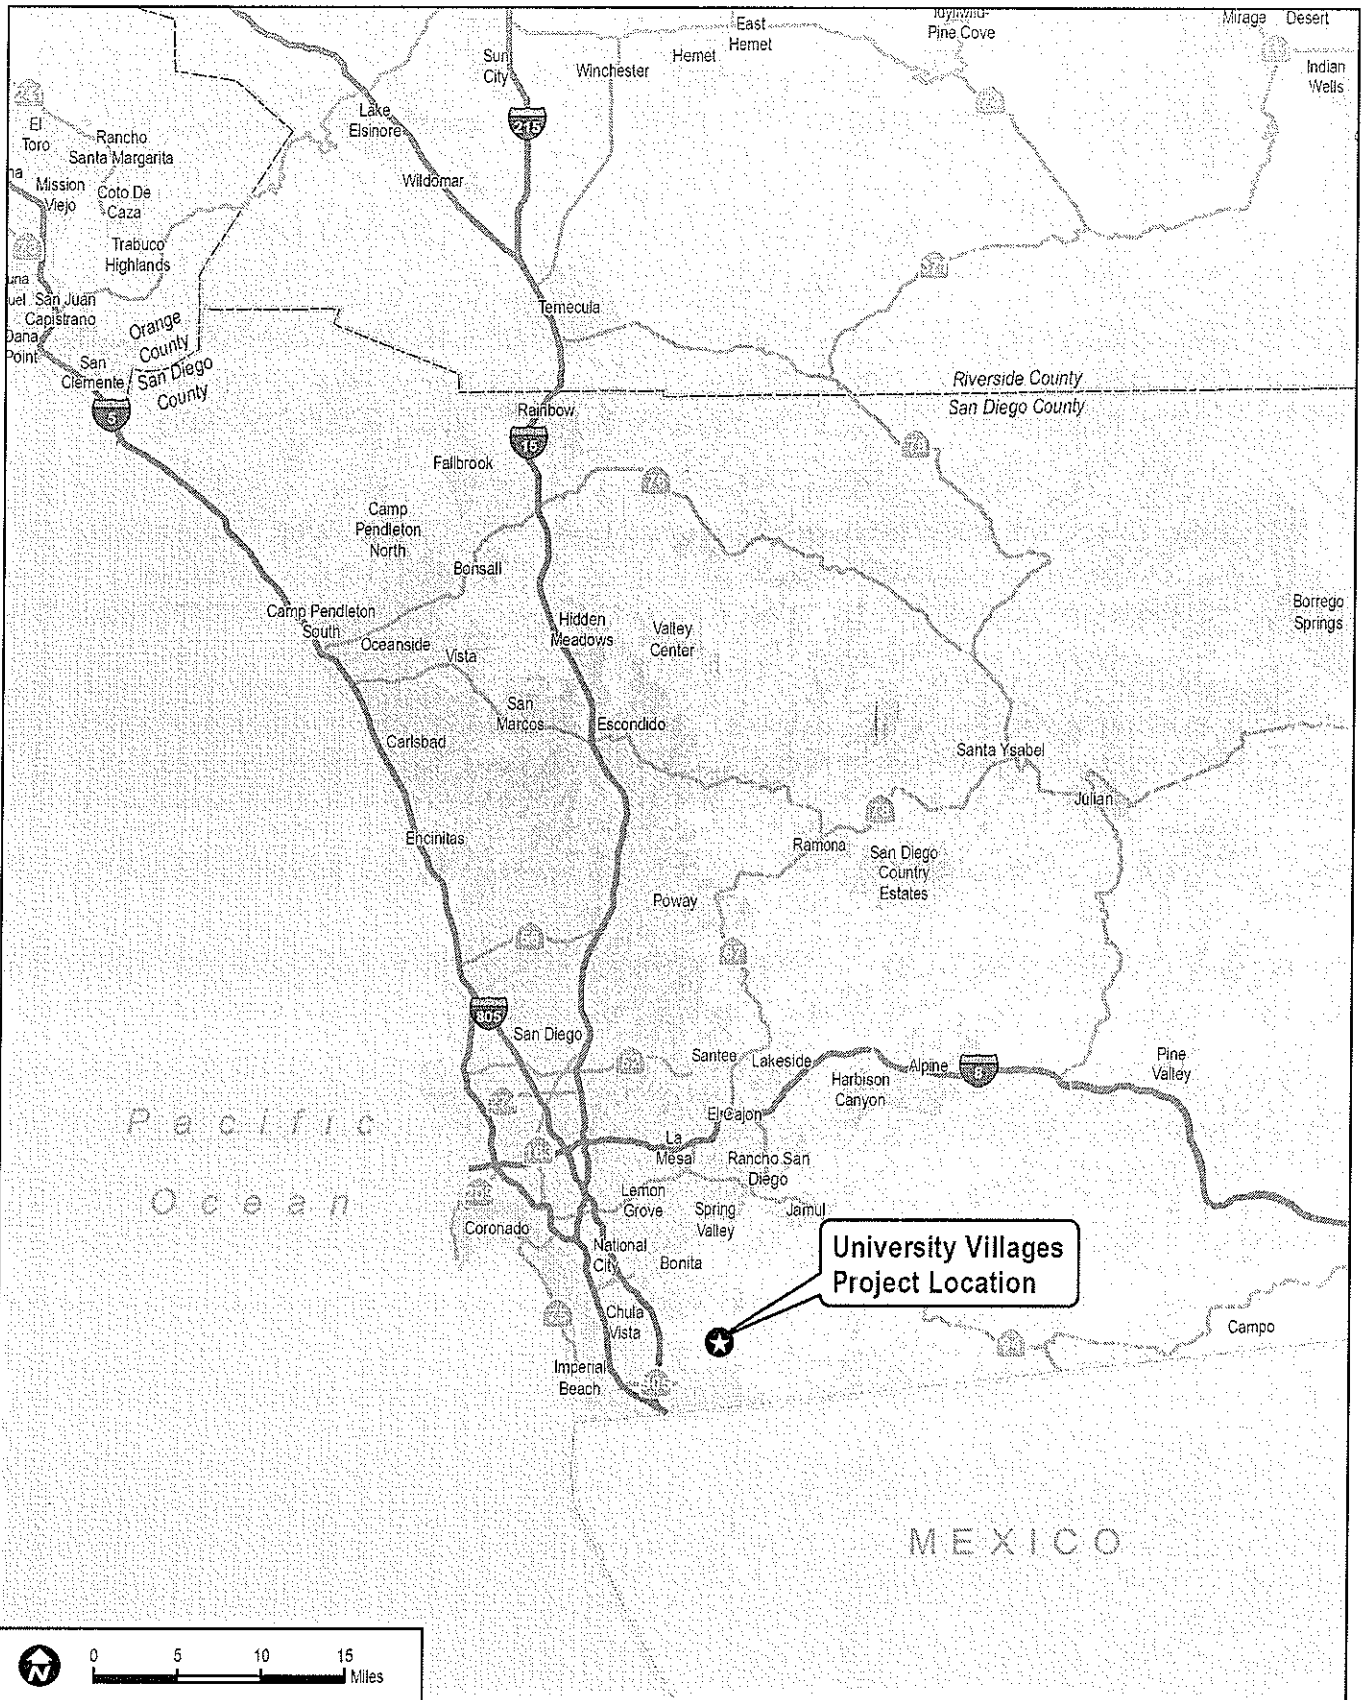 Mirage Desert
East
Hemet
Pine Cove
Sun
City
Winchester
Hemet
Indian
Wells
Lake
Elsinore
215
El
Toro
Rancho
Santa Margarita
Wildomar
Mission
Viejo
Coto De
Caza
Trabuco
Highlands
San Juan
Capistrano
Temecula
Dana
Point
Orange
County
San
Clemente
San Diego
County
Riverside County
San Diego County
5
Rainbow
15
Fallbrook
76
Camp
Pendleton
North
Bonsall
Borrego
Springs
Camp Pendleton
South
Hidden
Meadows
Valley
Center
Oceanside
Vista
San
Marcos
Escondido
Carlsbad
Santa Ysabel
Julian
Encinitas
Ramona
San Diego
Country
Estates
Poway
805
San Diego
Santee
Lakeside
Alpine
8
Pine
Valley
52
Harbison
Canyon
El Cajon
Pacific
Ocean
La
Mesa
Rancho San
Diego
Lemon
Grove
Spring
Valley
Jamul
Coronado
National
City
Bonita
University Villages
Project Location
Chula
Vista
Campo
Imperial
Beach
MEXICO
N
0 5 10 15
Miles